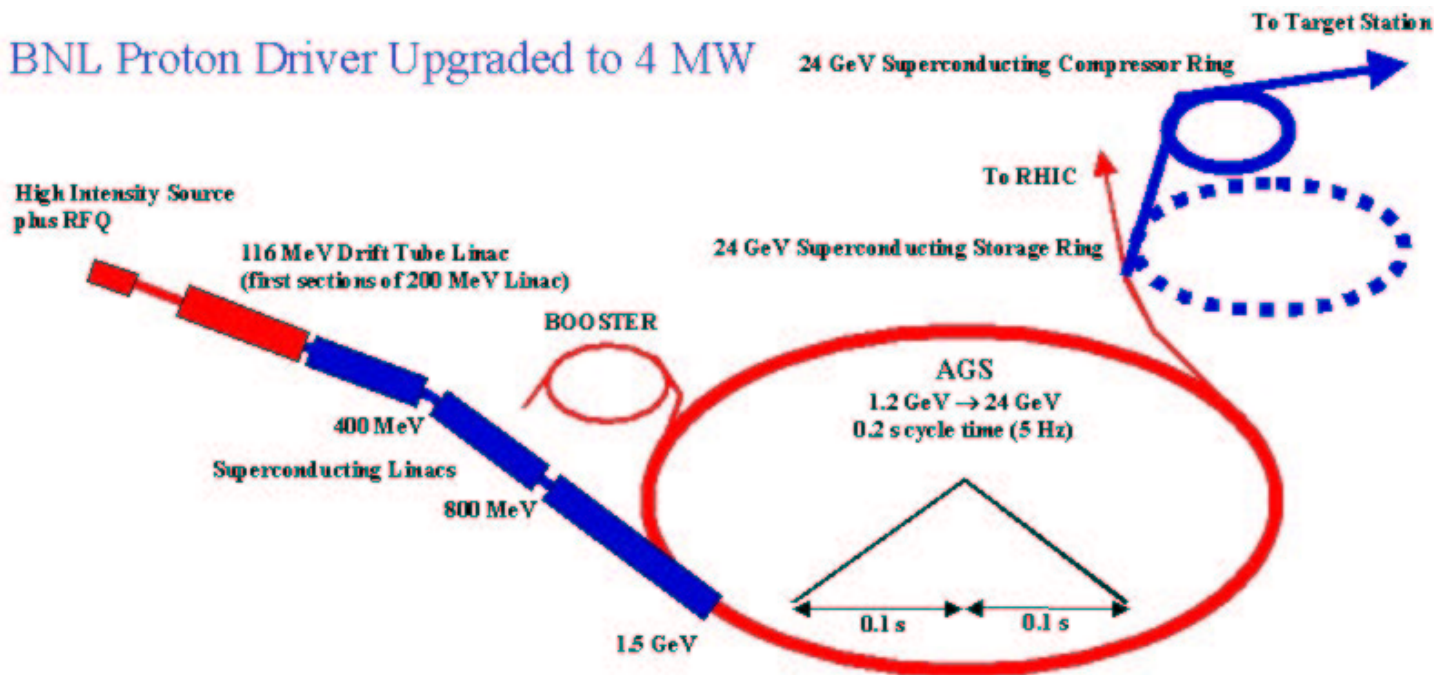 BNL Proton Driver Upgraded to 4 MW
To Target Station
24 GeV Superconducting Compressor Ring
To RHIC
High Intensity Source
plus RFQ
24 GeV Superconducting Storage Ring
116 MeV Drift Tube Linac
(first sections of 200 MeV Linac)
BOOSTER
AGS
1.2 GeV → 24 GeV
0.2 s cycle time (5 Hz)
400 MeV
Superconducting Linacs
800 MeV
0.1 s
0.1 s
1.5 GeV